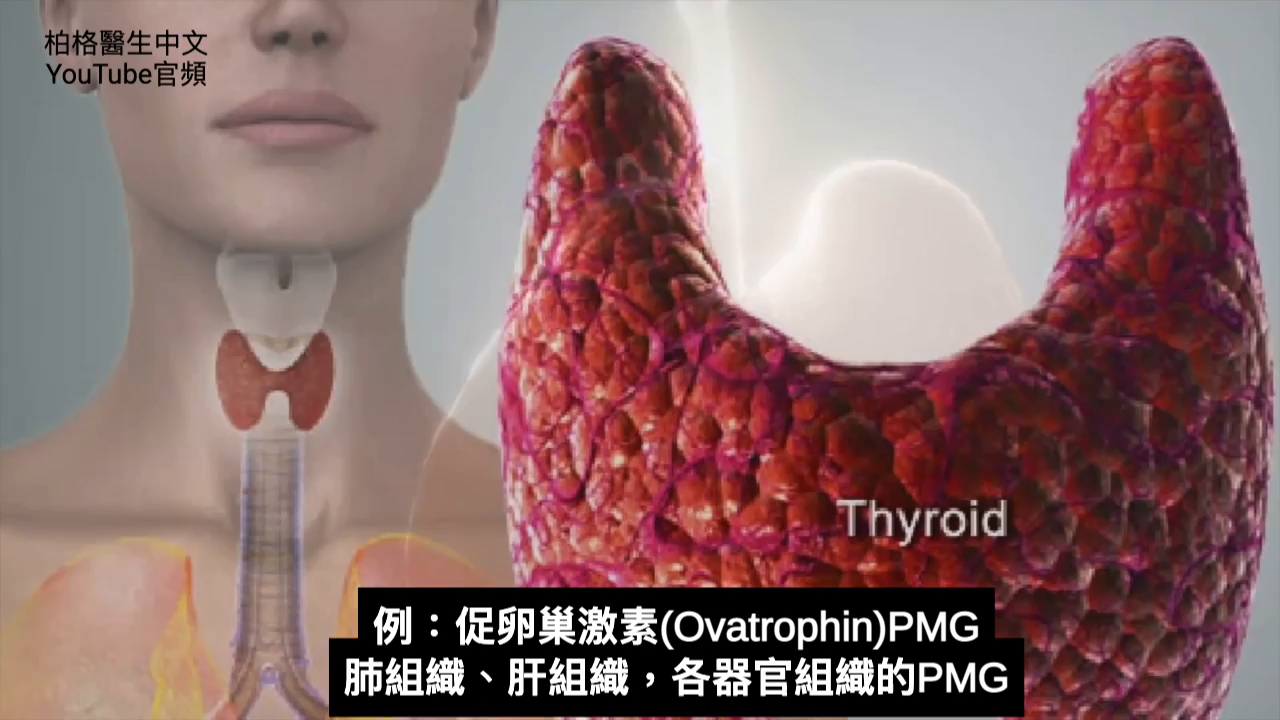 柏格醫生中文
YouTube官頻
Thyroid
例：促卵巢激素(Ovatrophin)PMG
肺組織、肝組織，各器官組織的PMG